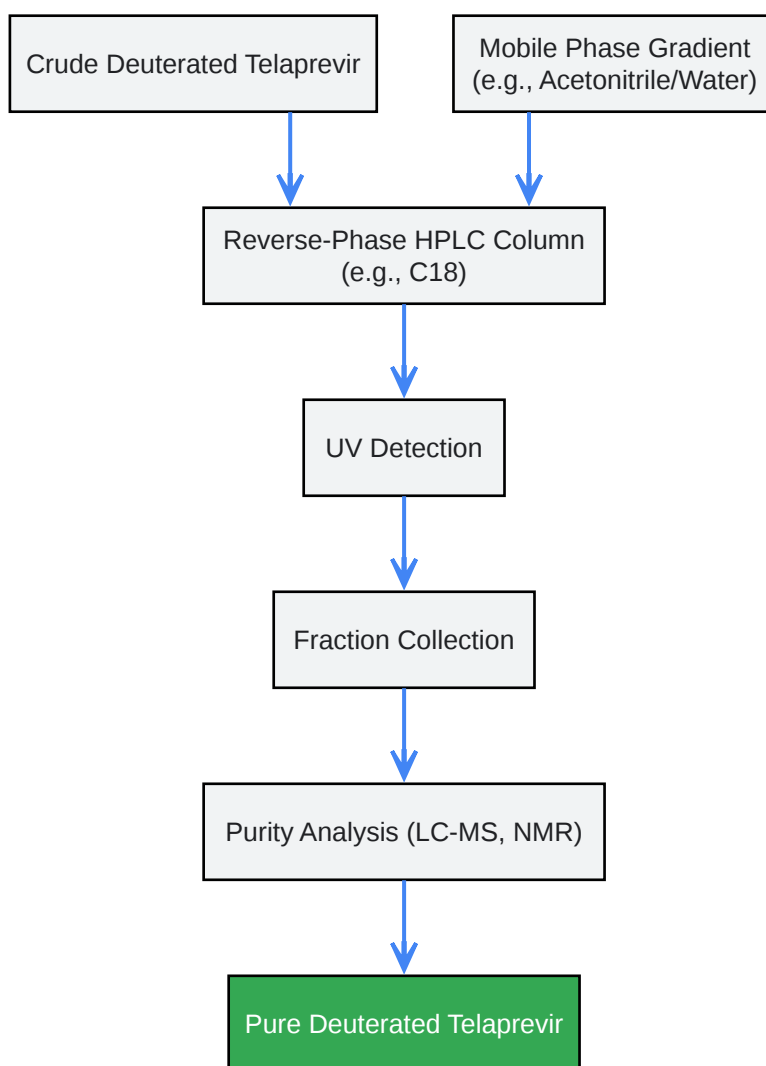 Crude Deuterated Telaprevir
Mobile Phase Gradient
(e.g., Acetonitrile/Water)
Reverse-Phase HPLC Column
(e.g., C18)
UV Detection
Fraction Collection
Purity Analysis (LC-MS, NMR)
Pure Deuterated Telaprevir